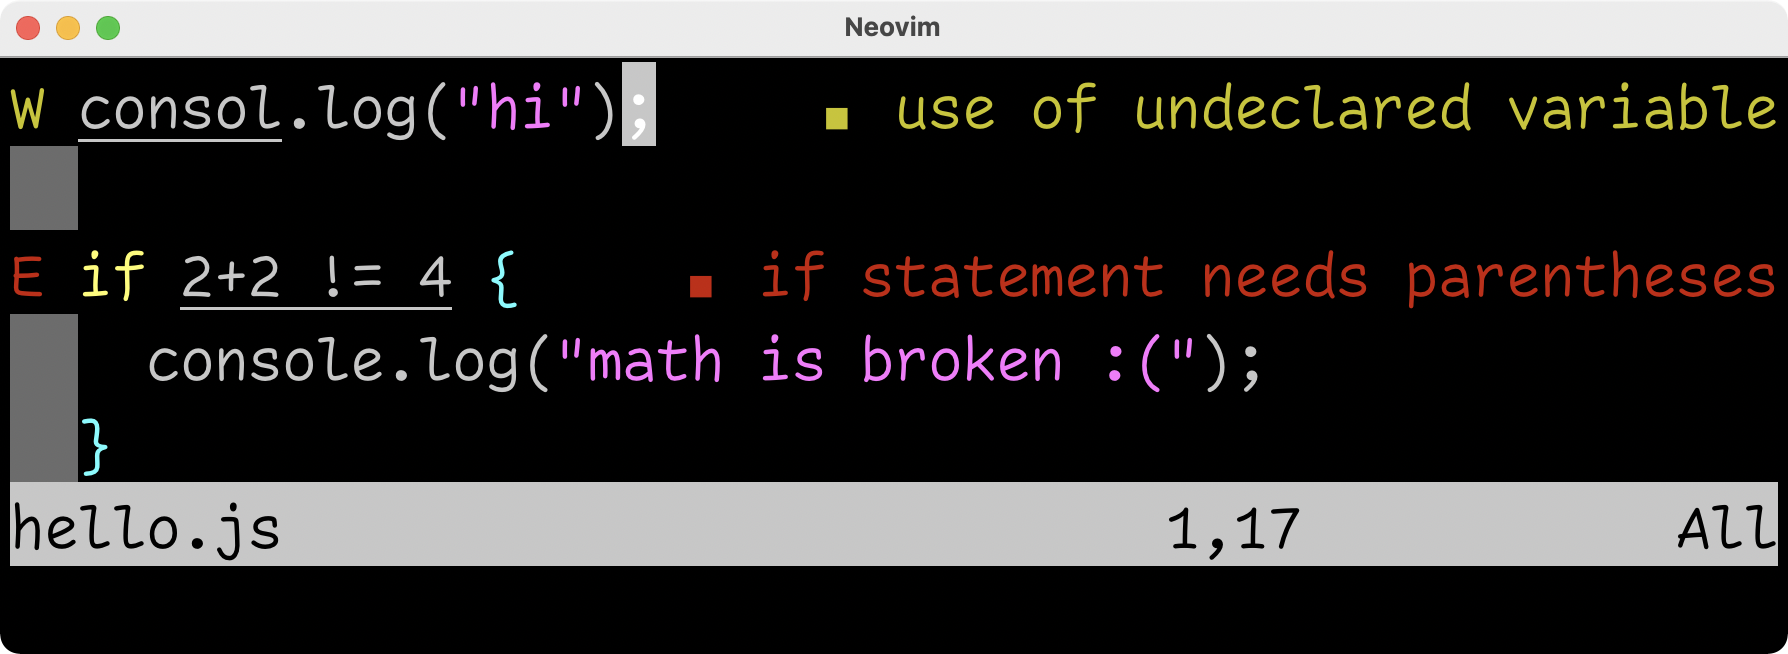 Neovim
W consol.log("hi"); ■ use of undeclared variable
E if 2+2 != 4 { ■ if statement needs parentheses
console.log("math is broken :(");
}
hello.js 1,17 All